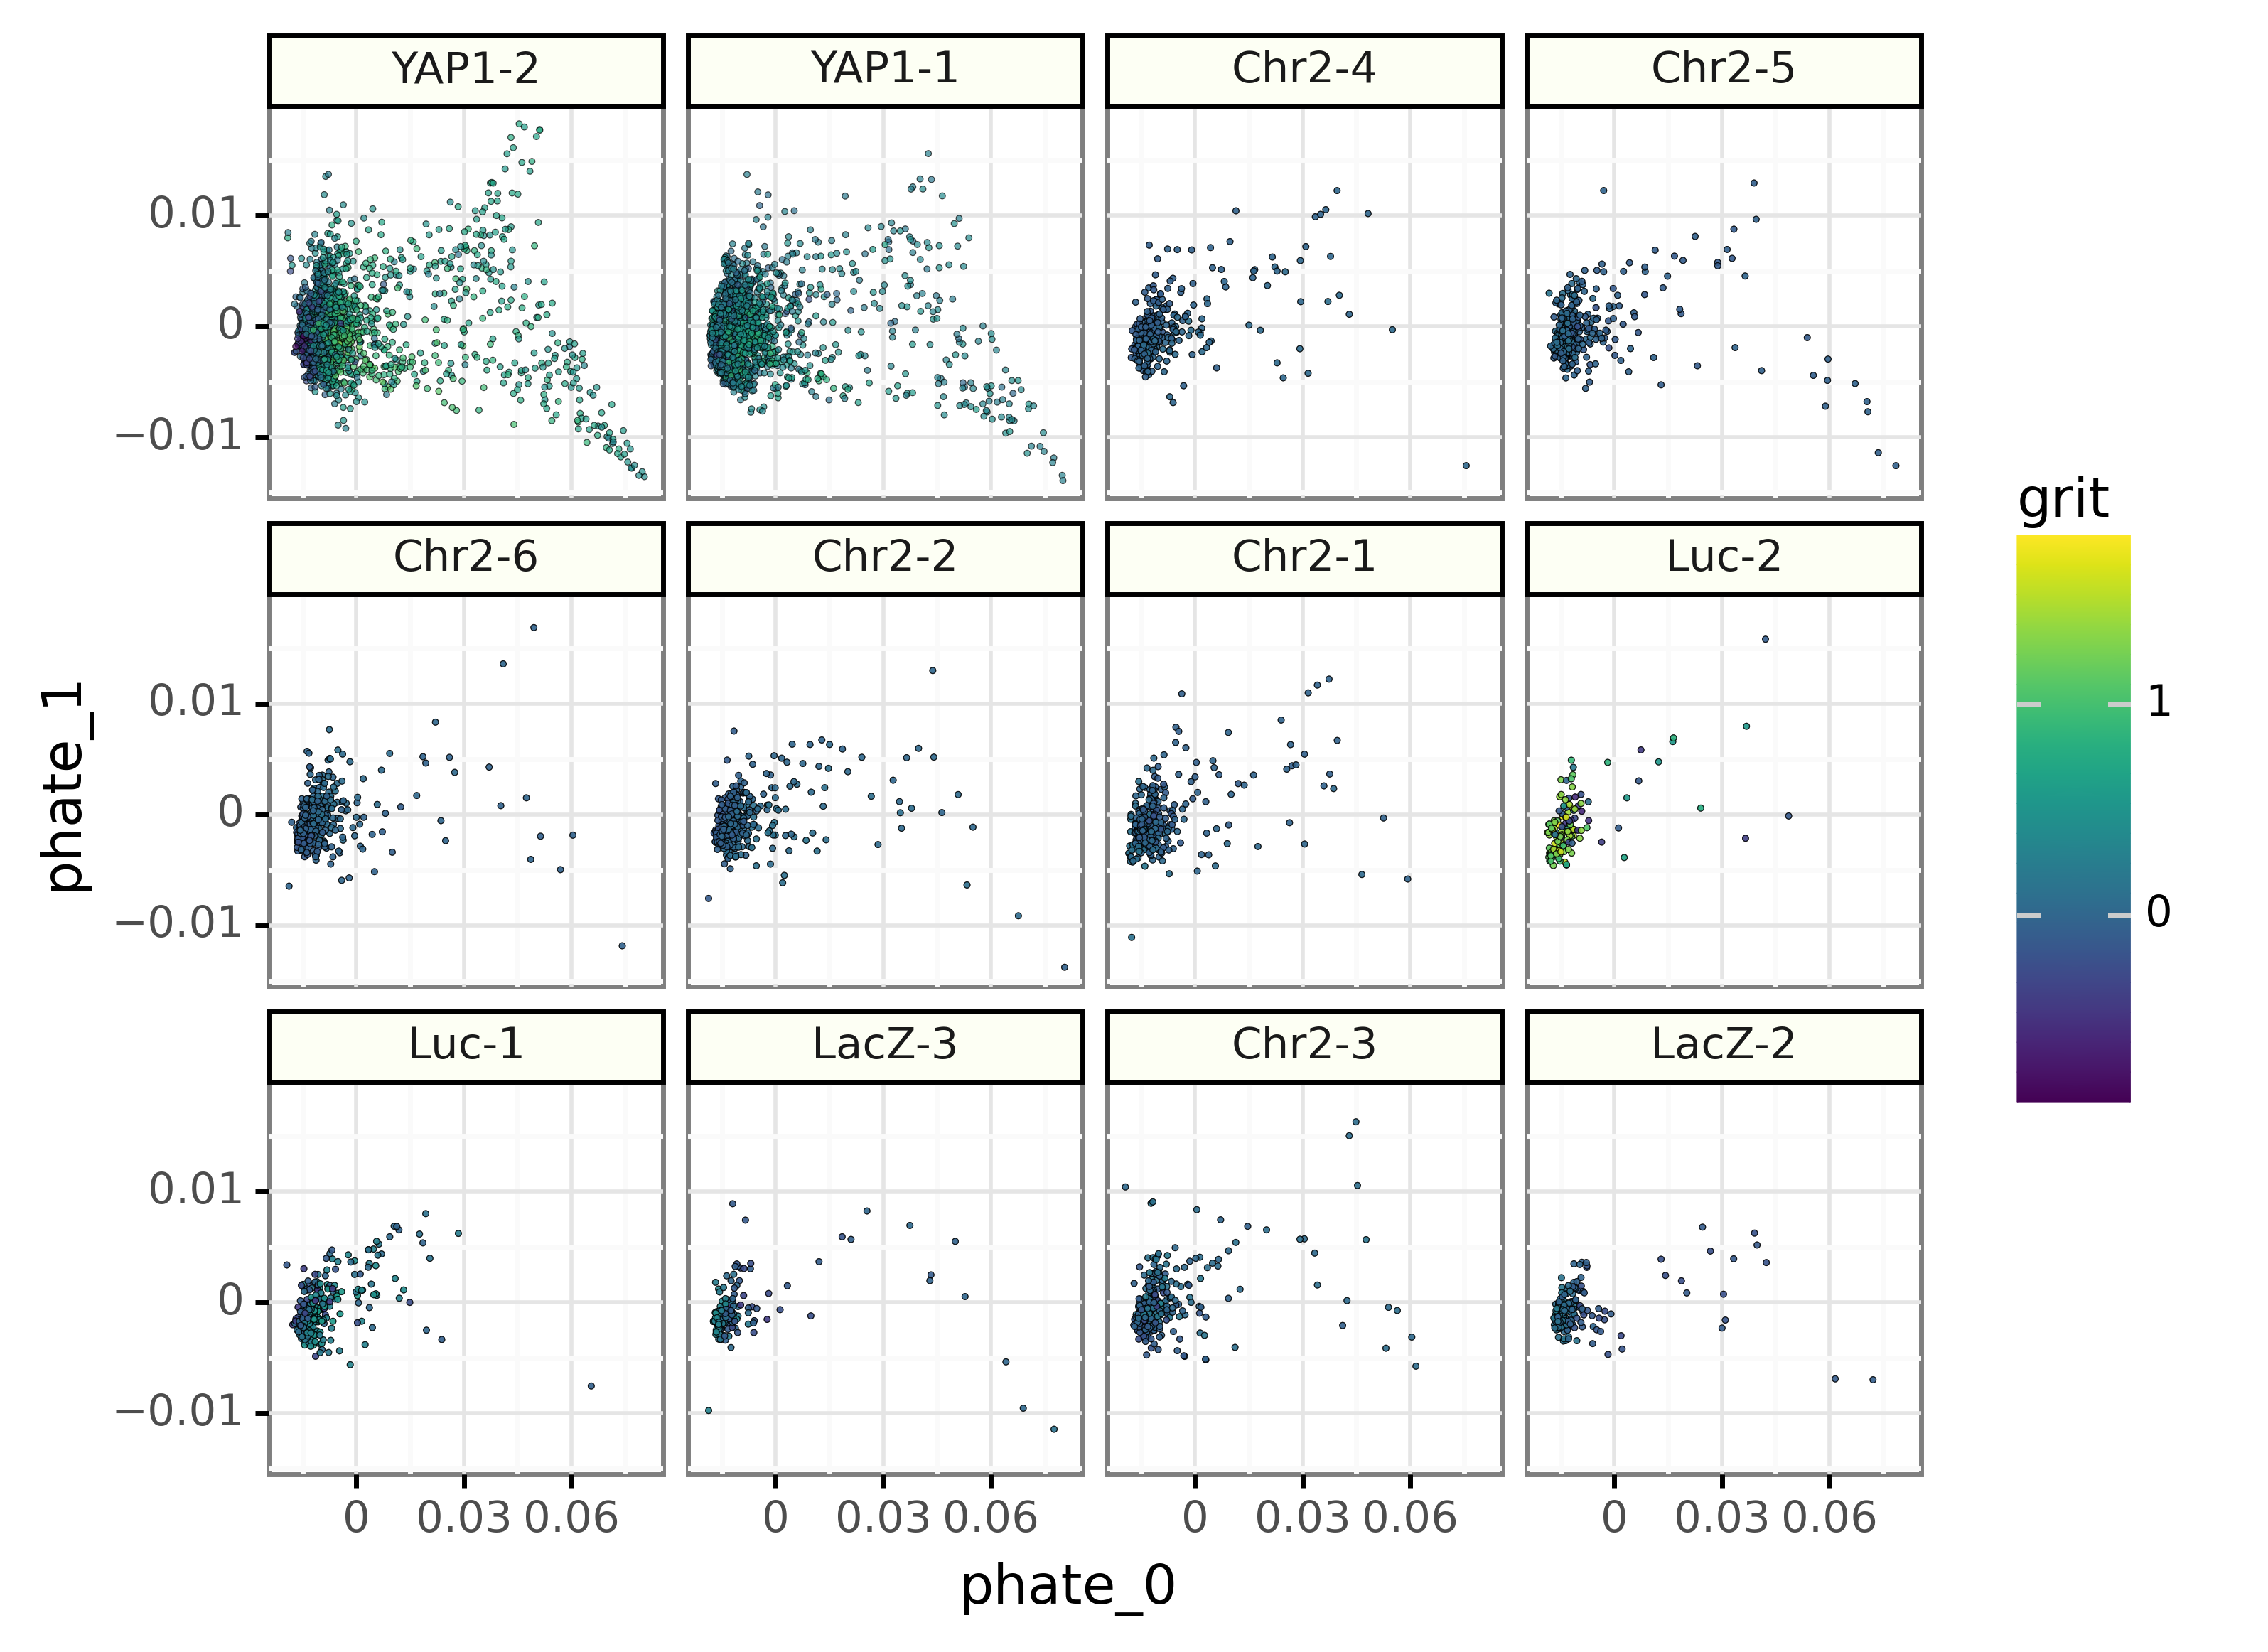 YAP1-2 YAP1-1 Chr2-4 Chr2-5
0.01
0
−0.01
Chr2-6 Chr2-2 Chr2-1 Luc-2
0.01
0
−0.01
Luc-1 LacZ-3 Chr2-3 LacZ-2
0.01
0
−0.01
0 0.03 0.06 0 0.03 0.06 0 0.03 0.06 0 0.03 0.06
phate_0
phate_1
grit
1
0